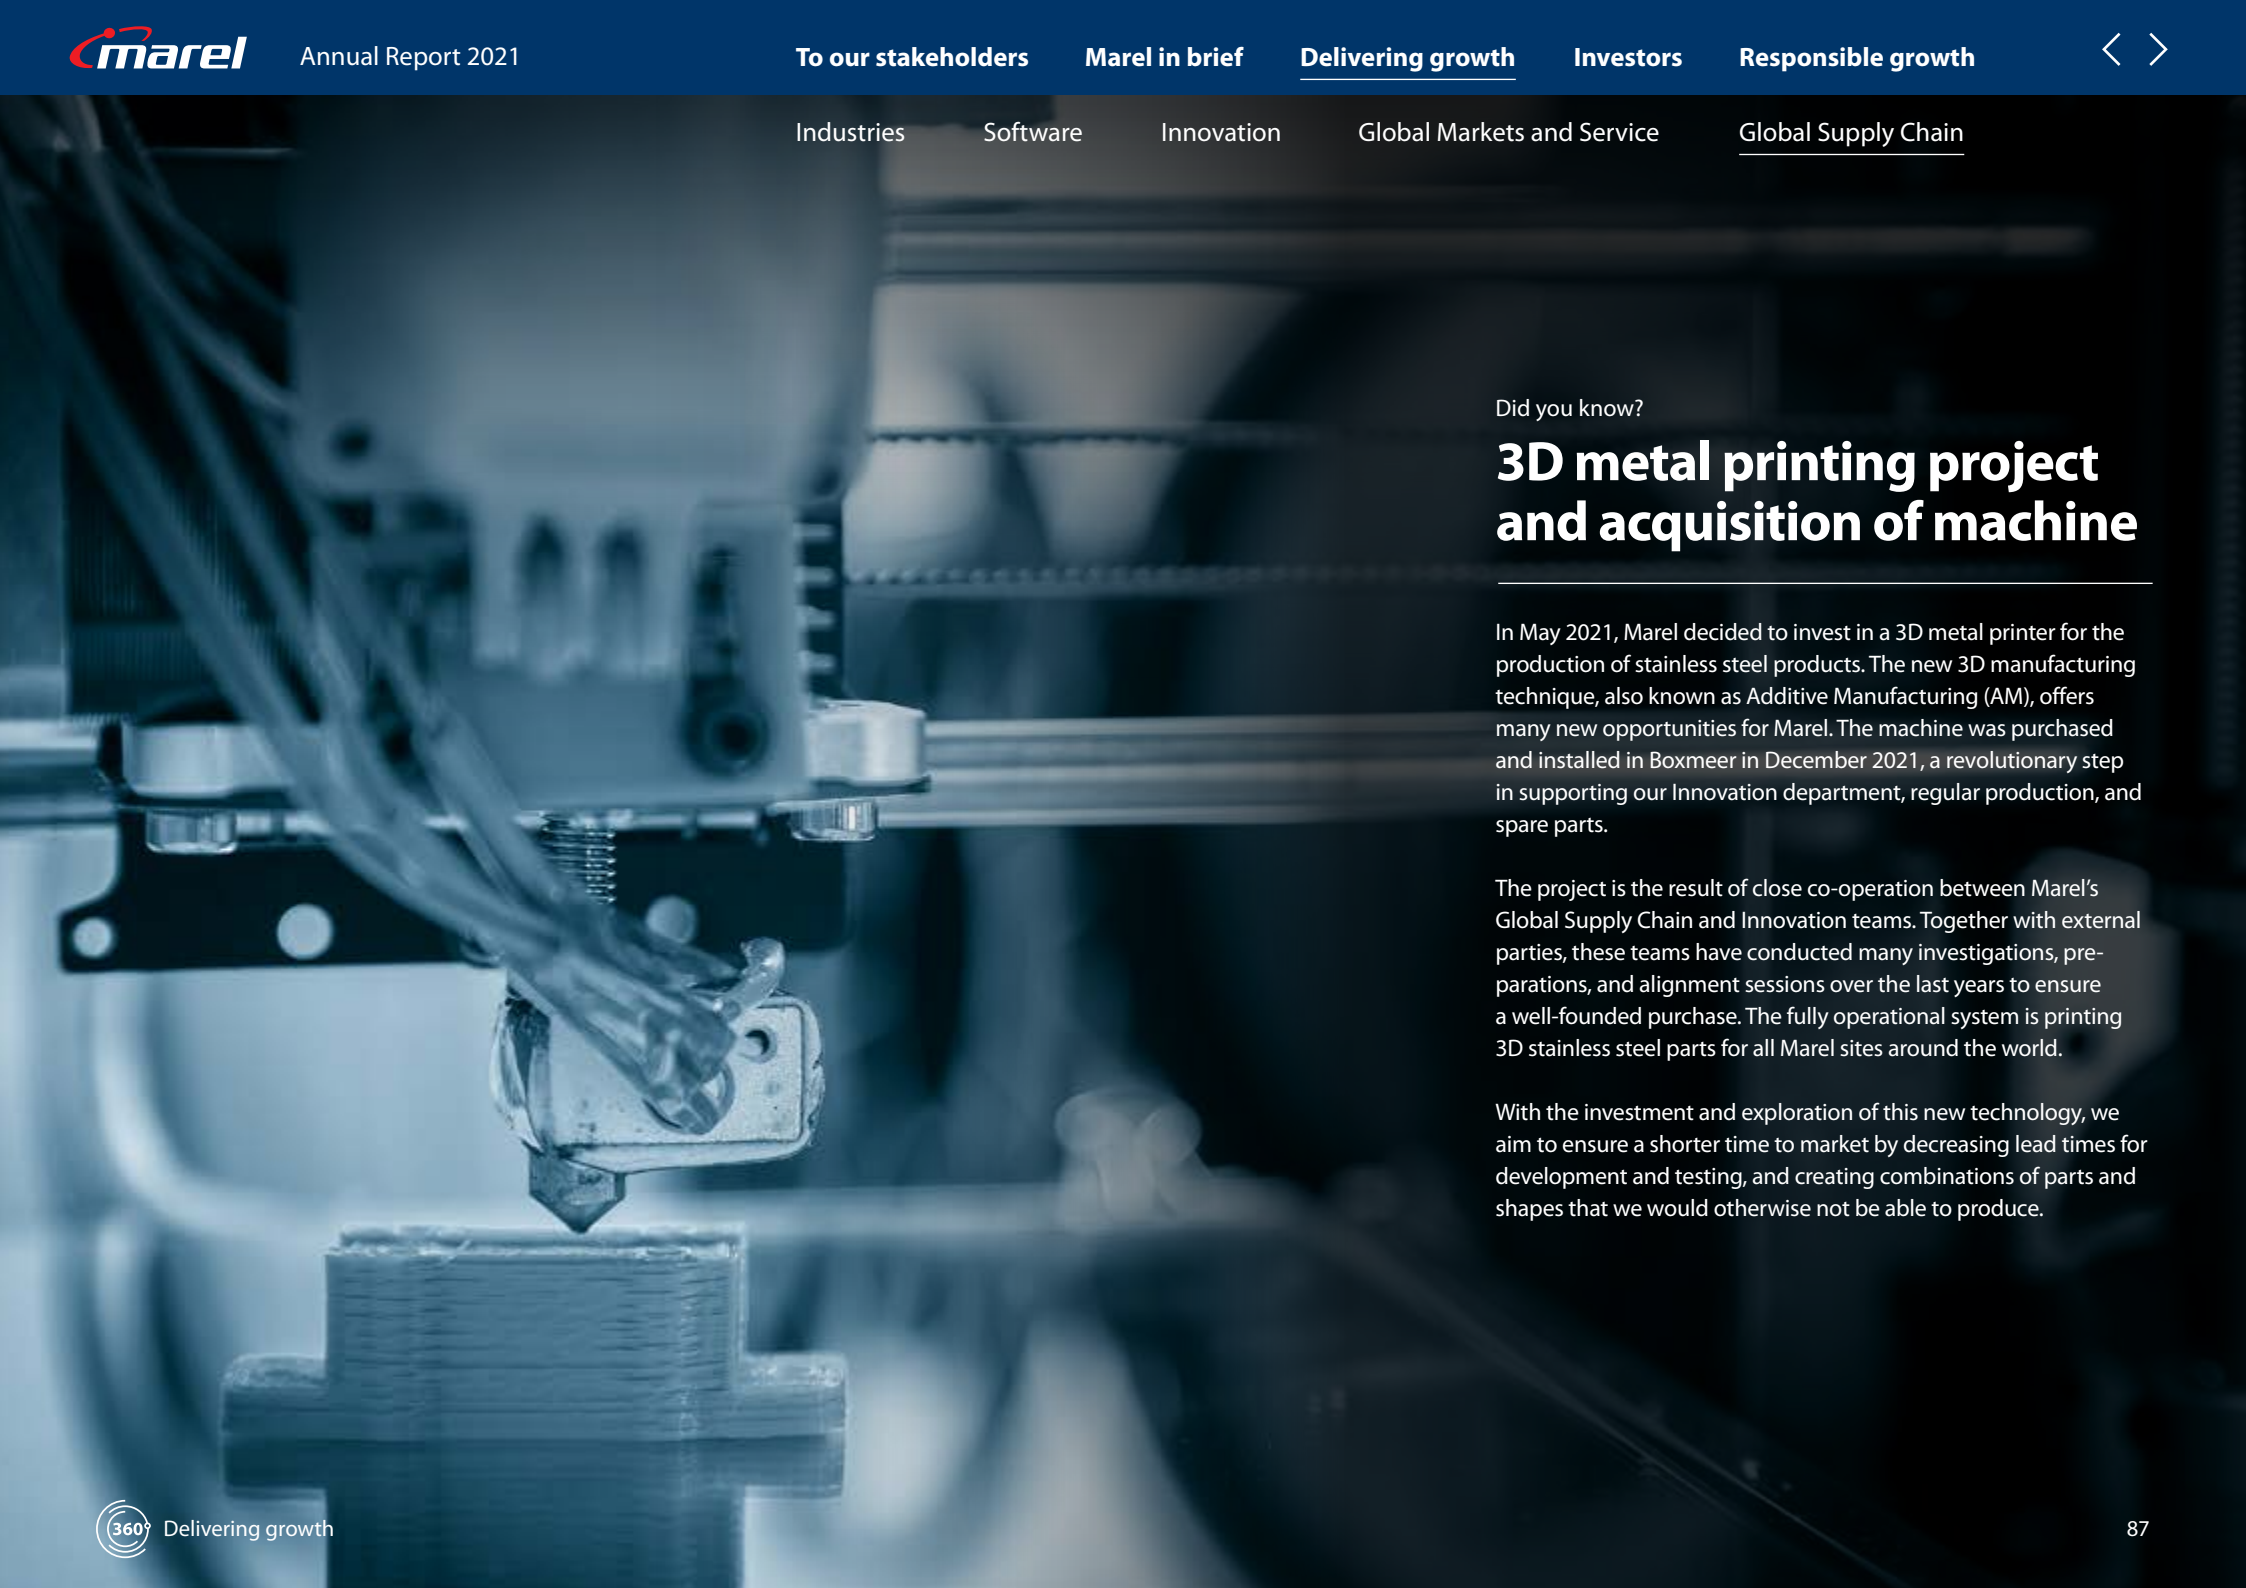 marel
Annual Report 2021
To our stakeholders
Marel in brief
Delivering growth
Investors
Responsible growth
Industries
Software
Innovation
Global Markets and Service
Global Supply Chain
Did you know?
3D metal printing project
and acquisition of machine
In May 2021, Marel decided to invest in a 3D metal printer for the
production of stainless steel products. The new 3D manufacturing
technique, also known as Additive Manufacturing (AM), offers
many new opportunities for Marel. The machine was purchased
and installed in Boxmeer in December 2021, a revolutionary step
in supporting our Innovation department, regular production, and
spare parts.
The project is the result of close co-operation between Marel’s
Global Supply Chain and Innovation teams. Together with external
parties, these teams have conducted many investigations, pre-
parations, and alignment sessions over the last years to ensure
a well-founded purchase. The fully operational system is printing
3D stainless steel parts for all Marel sites around the world.
With the investment and exploration of this new technology, we
aim to ensure a shorter time to market by decreasing lead times for
development and testing, and creating combinations of parts and
shapes that we would otherwise not be able to produce.
360° Delivering growth
87